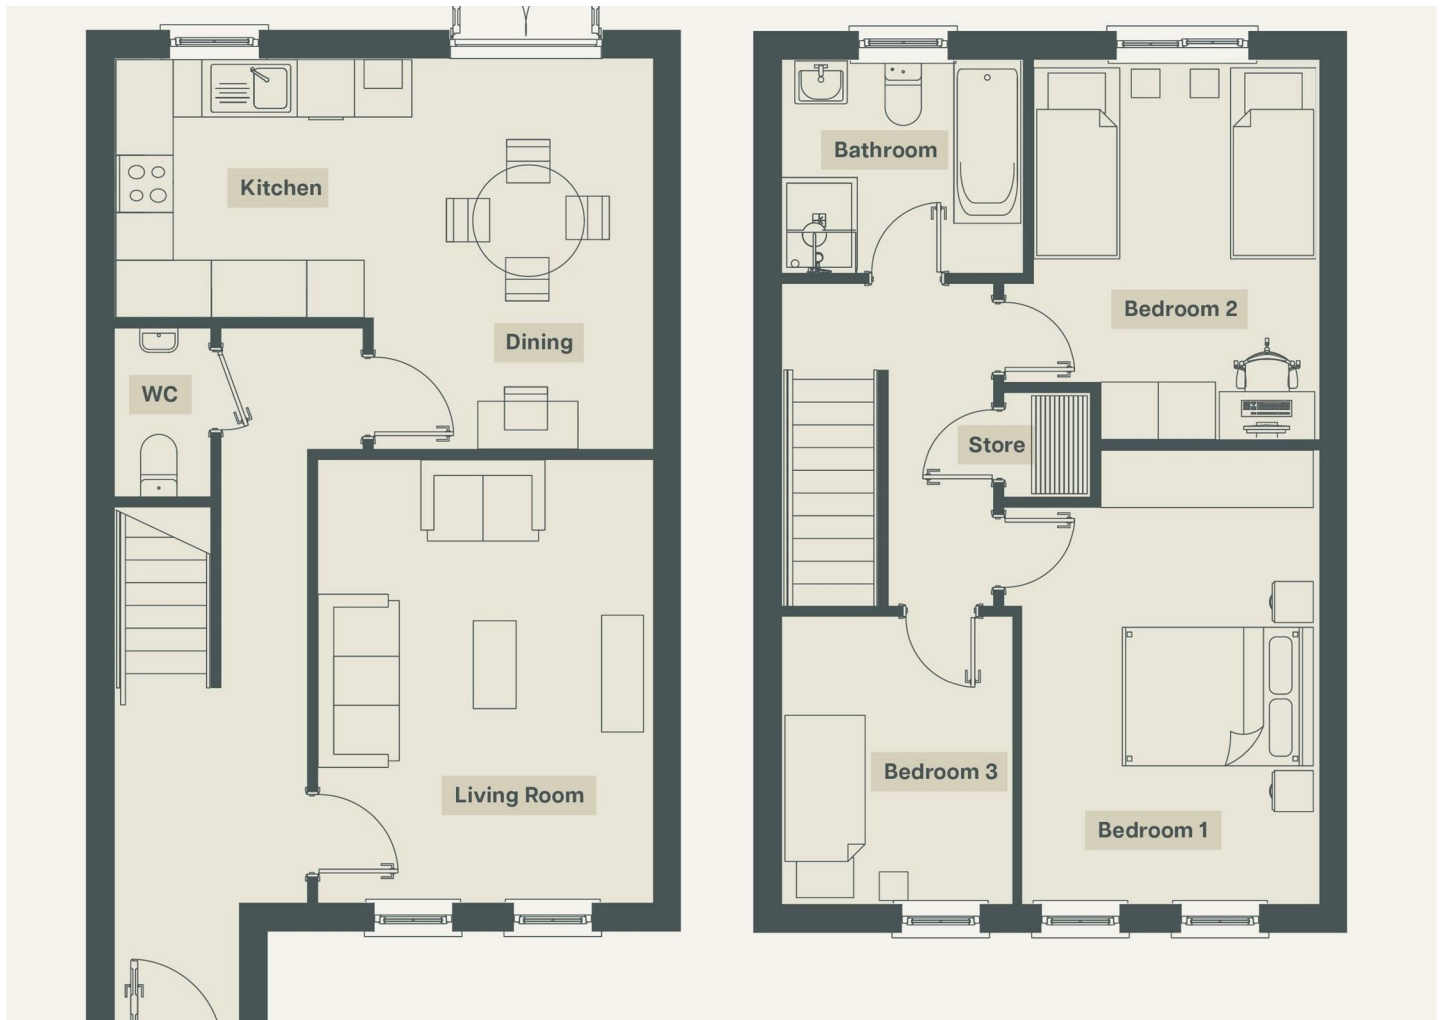 Kitchen
Dining
WC
Living Room
Bathroom
Bedroom 2
Store
Bedroom 3
Bedroom 1